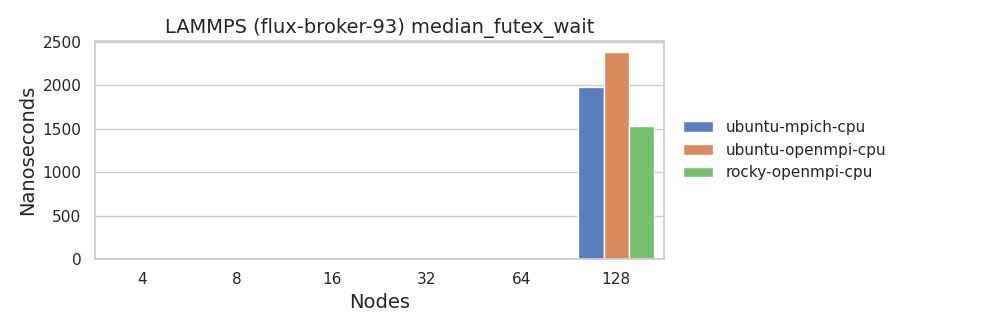 LAMMPS (flux-broker-93) median_futex_wait
Nanoseconds
2500
2000
1500
1000
500
0
4 8 16 32 64 128
Nodes
ubuntu-mpich-cpu
ubuntu-openmpi-cpu
rocky-openmpi-cpu